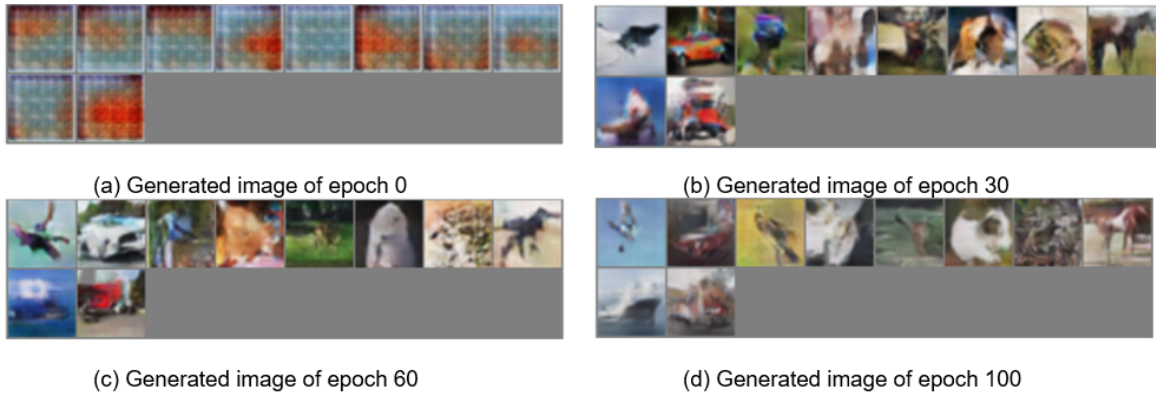 (a) Generated image of epoch 0
(b) Generated image of epoch 30
(c) Generated image of epoch 60
(d) Generated image of epoch 100